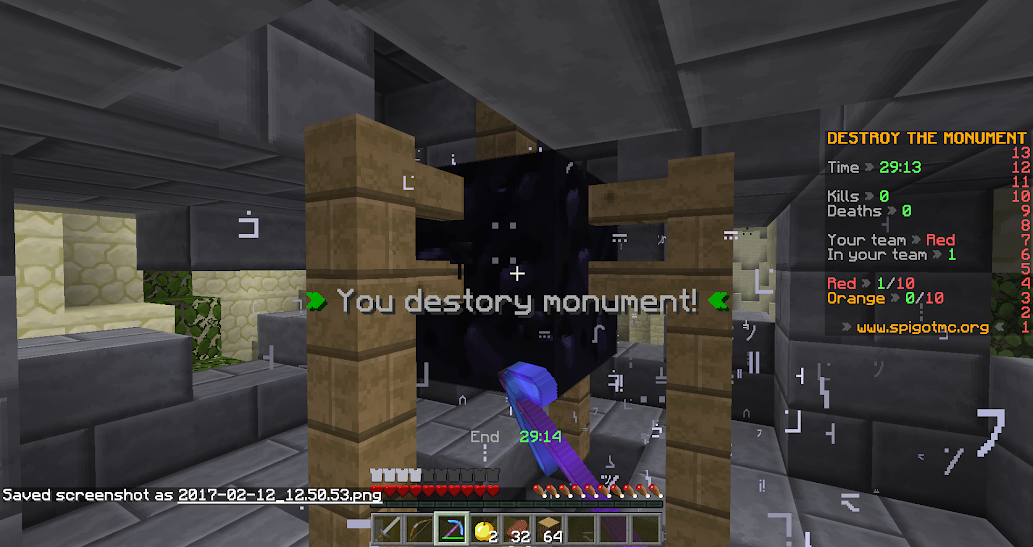 DESTROY THE MONUMENT
13
Time » 29:13 12
11
Kills » 0 10
Deaths » 0 9
8
Your team » Red 7
In your team » 1 6
5
Red » 1/10 4
Orange » 0/10 3
2
» www.spigotmc.org « 1
» You destory monument! «
End 29:14
Saved screenshot as 2017-02-12_12.50.53.png
2 32 64